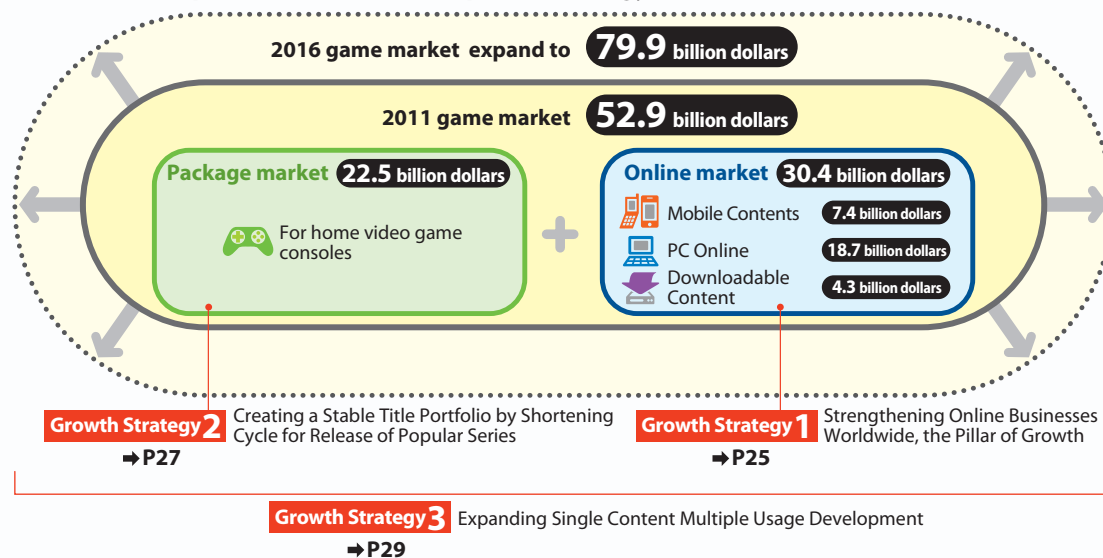 2016 game market expand to 79.9 billion dollars
2011 game market 52.9 billion dollars
Package market 22.5 billion dollars
For home video game
consoles
Online market 30.4 billion dollars
Mobile Contents 7.4 billion dollars
PC Online 18.7 billion dollars
Downloadable
Content
4.3 billion dollars
Growth Strategy 2
Creating a Stable Title Portfolio by Shortening
Cycle for Release of Popular Series
➡P27
Growth Strategy 1
Strengthening Online Businesses
Worldwide, the Pillar of Growth
➡P25
Growth Strategy 3 Expanding Single Content Multiple Usage Development
➡P29